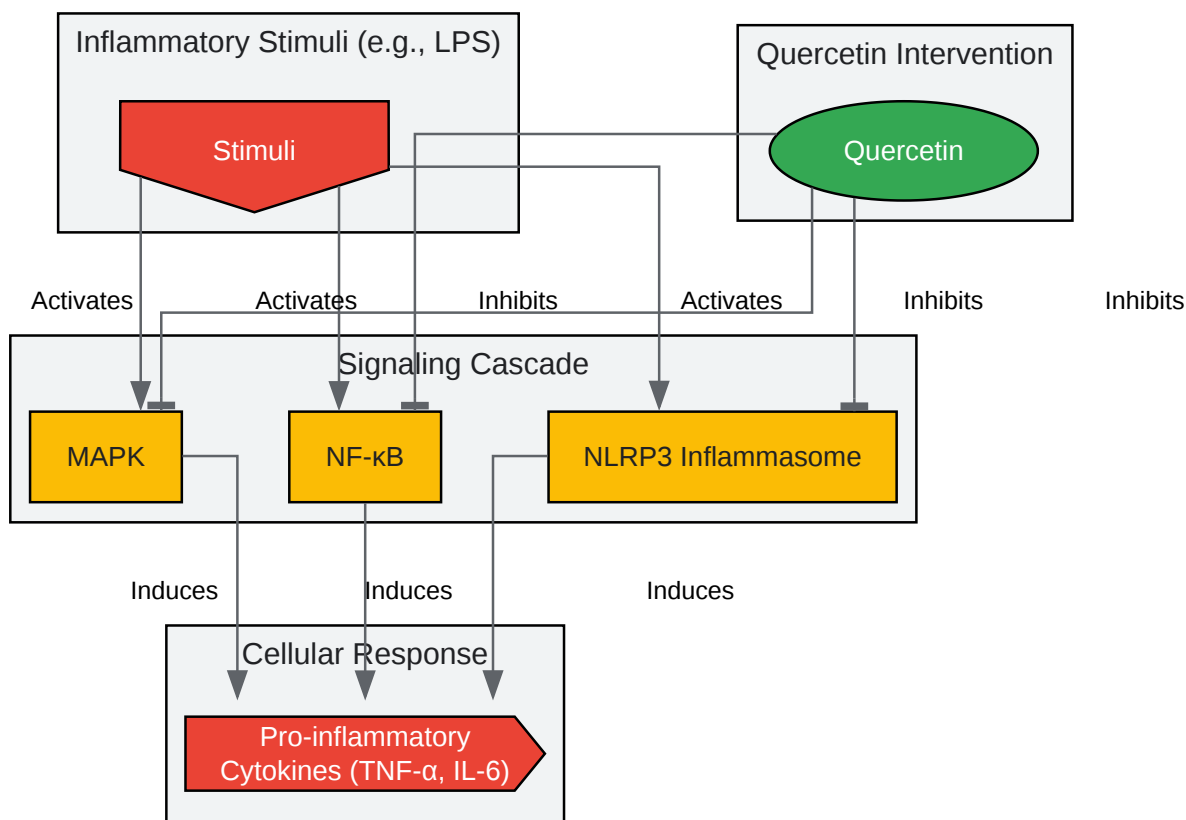 Inflammatory Stimuli (e.g., LPS)
Quercetin Intervention
Stimuli
Quercetin
Activates
Activates
Inhibits
Activates
Inhibits
Inhibits
Signaling Cascade
MAPK
NF-κB
NLRP3 Inflammasome
Induces
Induces
Induces
Cellular Response
Pro-inflammatory
Cytokines (TNF-α, IL-6)